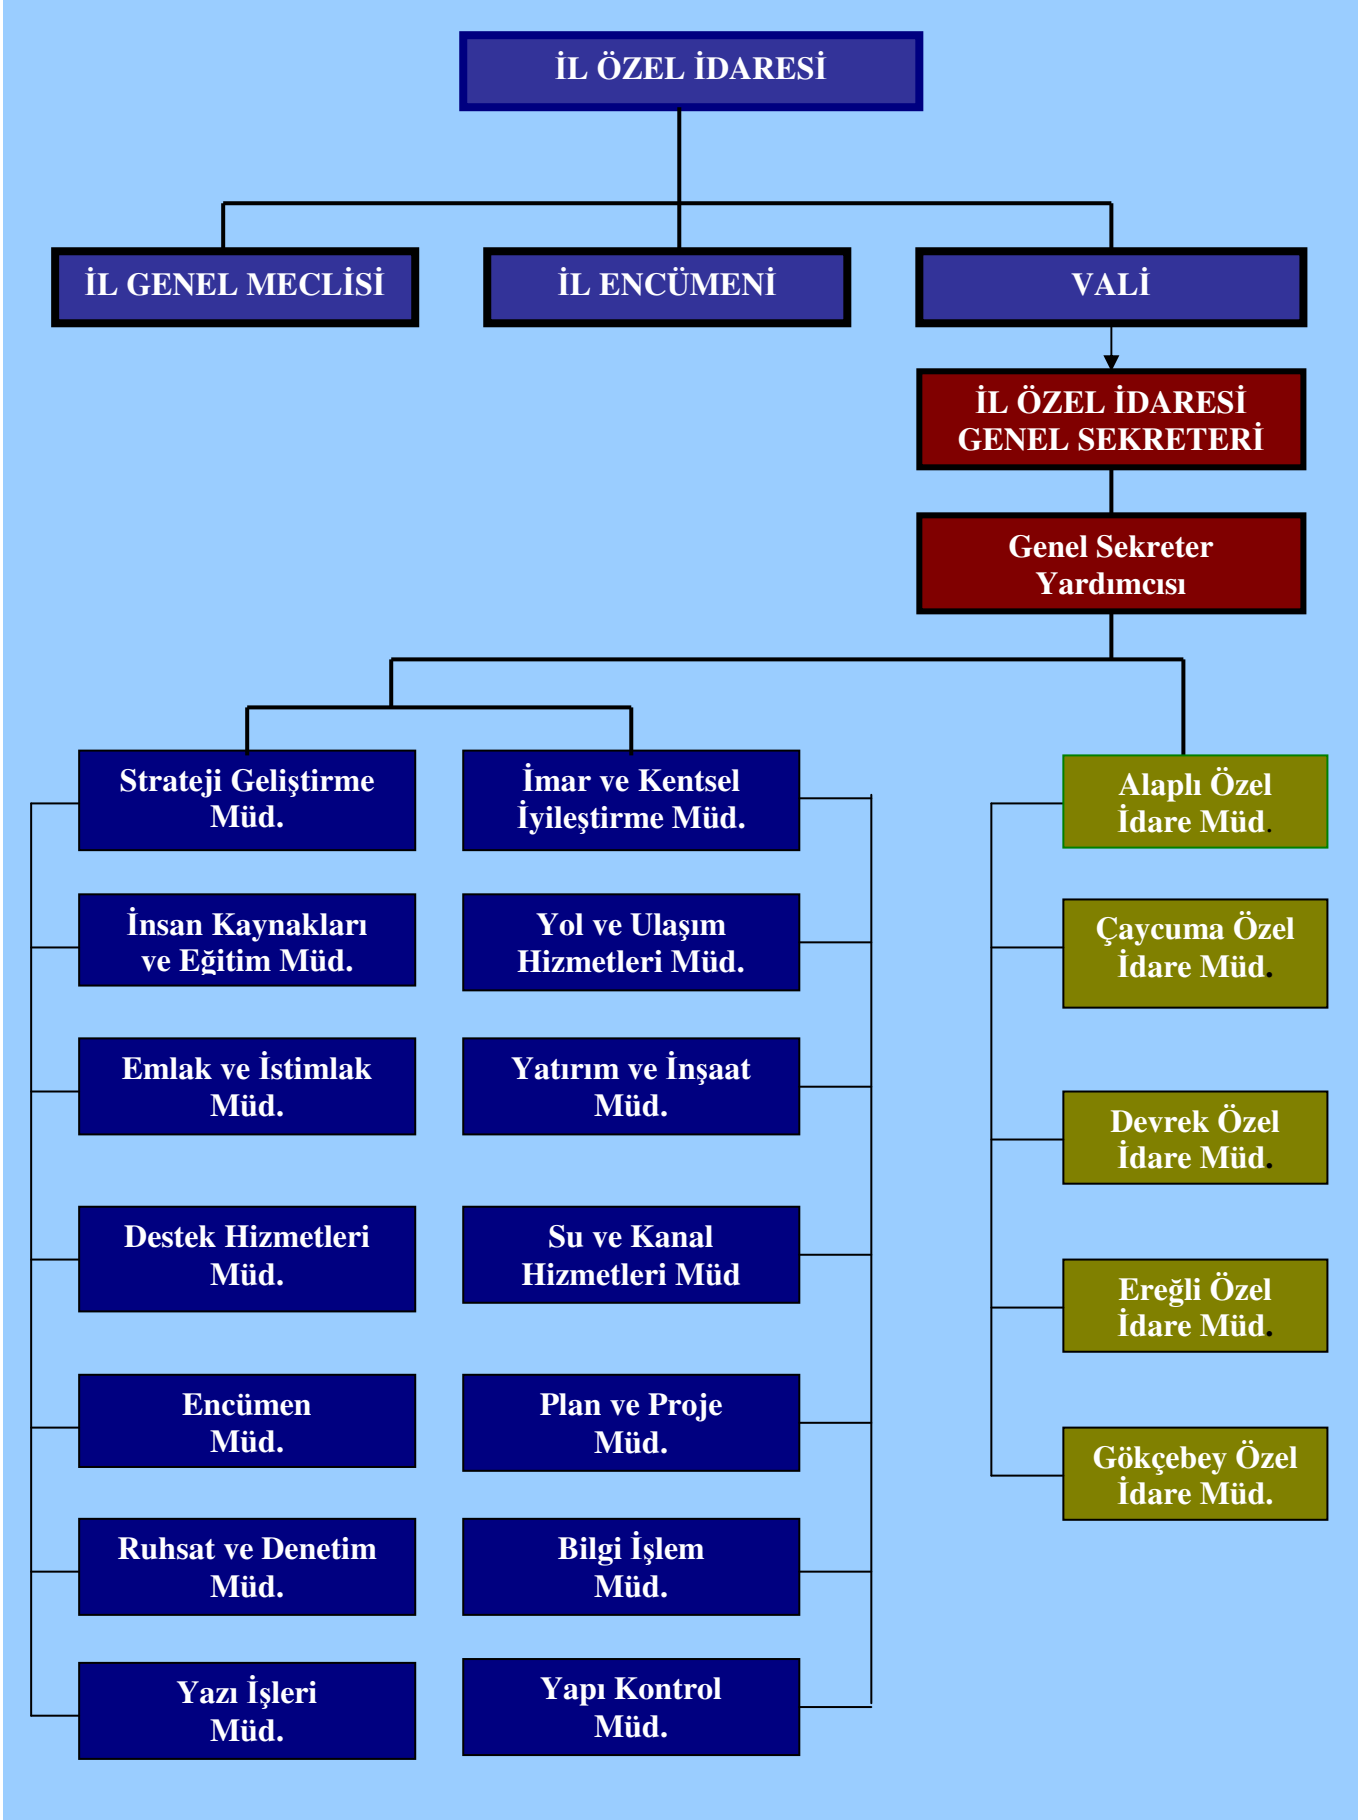 İL ÖZEL İDARESİ
İL GENEL MECLİSİ
İL ENCÜMENİ
VALİ
İL ÖZEL İDARESİ
GENEL SEKRETERİ
Genel Sekreter
Yardımcısı
Strateji Geliştirme
Müd.
İmar ve Kentsel
İyileştirme Müd.
Alaplı Özel
İdare Müd.
İnsan Kaynakları
ve Eğitim Müd.
Yol ve Ulaşım
Hizmetleri Müd.
Çaycuma Özel
İdare Müd.
Emlak ve İstimlak
Müd.
Yatırım ve İnşaat
Müd.
Devrek Özel
İdare Müd.
Destek Hizmetleri
Müd.
Su ve Kanal
Hizmetleri Müd
Ereğli Özel
İdare Müd.
Encümen
Müd.
Plan ve Proje
Müd.
Gökçebey Özel
İdare Müd.
Ruhsat ve Denetim
Müd.
Bilgi İşlem
Müd.
Yazı İşleri
Müd.
Yapı Kontrol
Müd.